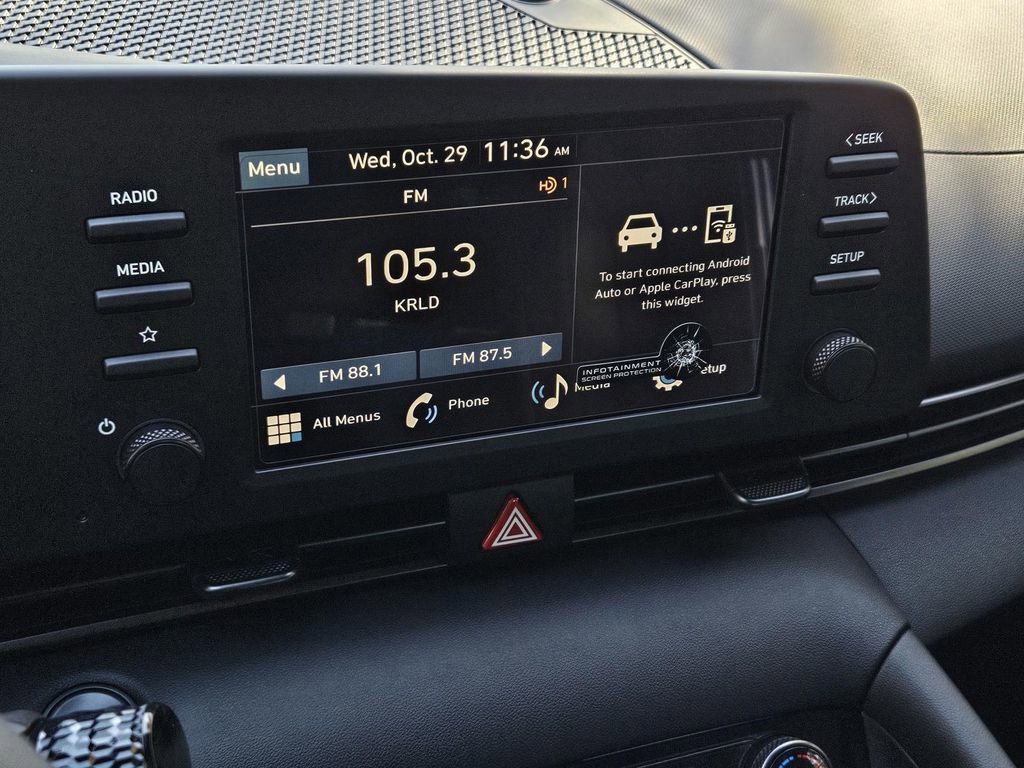 Menu
Wed, Oct. 29 11:36 AM
FM
HD 1
105.3
KRLD
FM 88.1
FM 87.5
To start connecting Android
Auto or Apple CarPlay, press
this widget.
INFOTAINMENT
SCREEN PROTECTION
All Menus
Phone
Media
etup
RADIO
MEDIA
<SEEK
TRACK>
SETUP